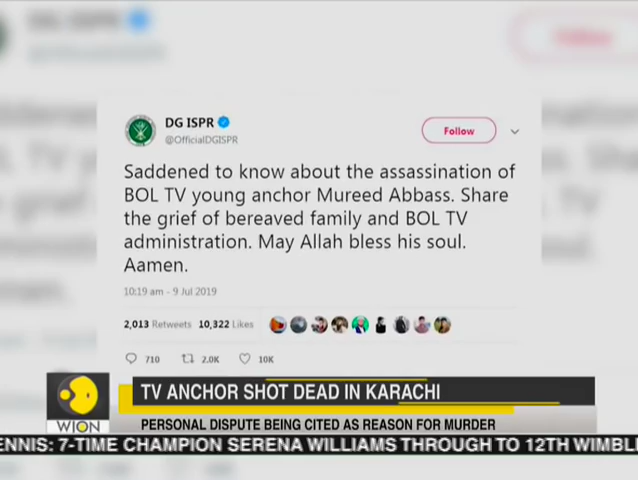 DG ISPR
@OfficialDGISPR
Follow
Saddened to know about the assassination of
BOL TV young anchor Mureed Abbass. Share
the grief of bereaved family and BOL TV
administration. May Allah bless his soul.
Aamen.
10:19 am - 9 Jul 2019
2,013 Retweets 10,322 Likes
710 2.0K 10K
TV ANCHOR SHOT DEAD IN KARACHI
WION
PERSONAL DISPUTE BEING CITED AS REASON FOR MURDER
ENNIS: 7-TIME CHAMPION SERENA WILLIAMS THROUGH TO 12TH WIMBL